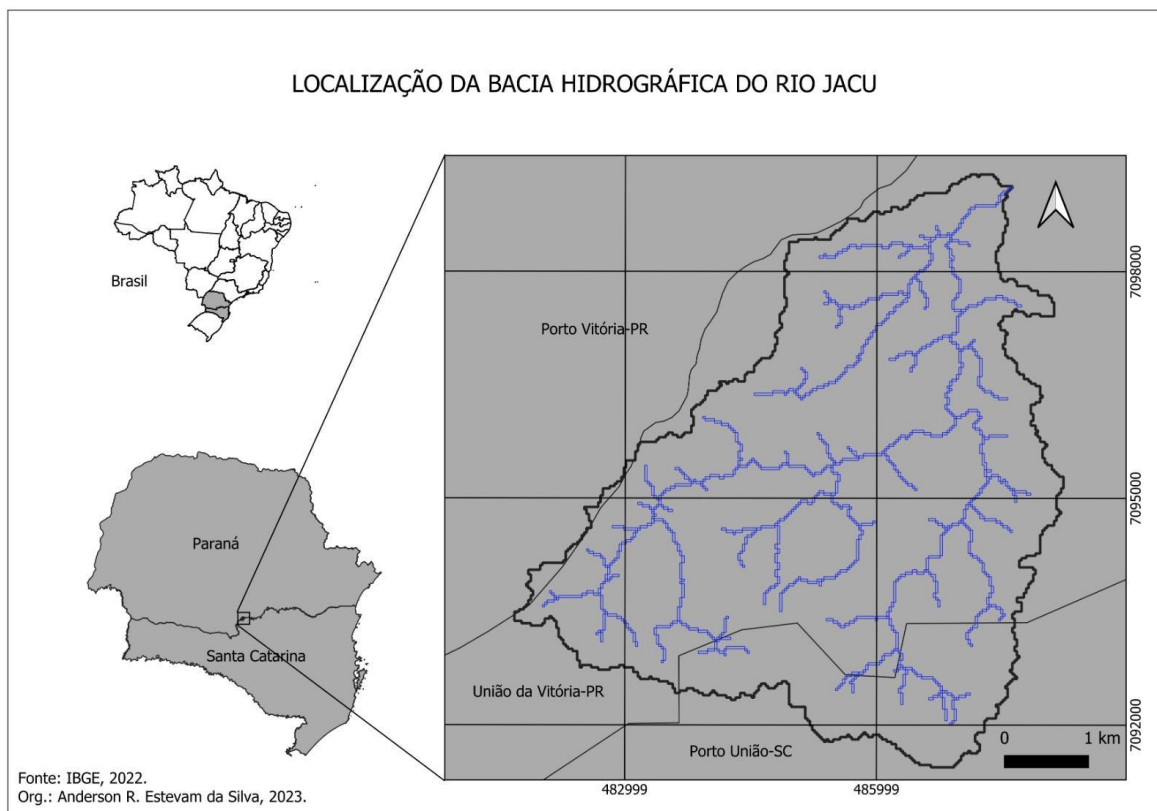 LOCALIZAÇÃO DA BACIA HIDROGRÁFICA DO RIO JACU
Brasil
Porto Vitória-PR
7098000
Paraná
7095000
Santa Catarina
União da Vitória-PR
Porto União-SC
7092000
0 1 km
482999 485999
Fonte: IBGE, 2022.
Org.: Anderson R. Estevam da Silva, 2023.